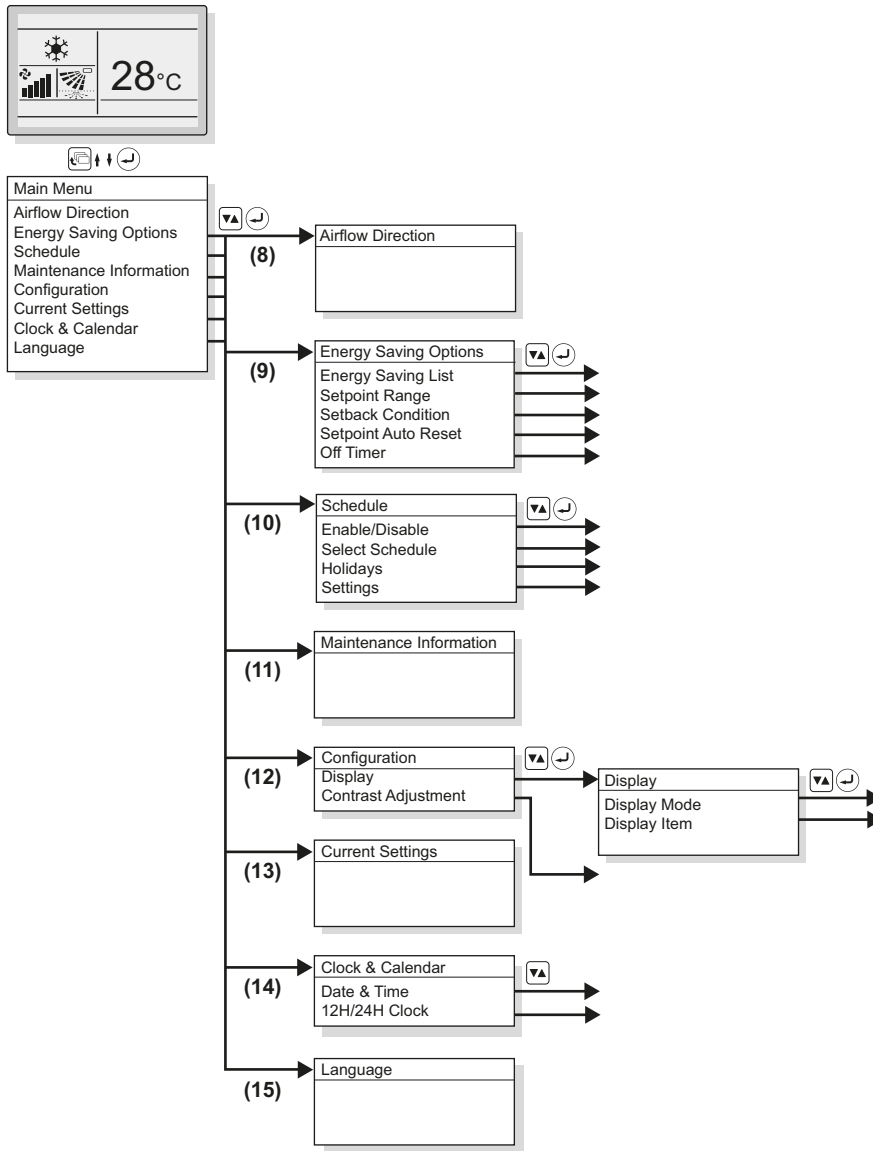 28°C
Main Menu
Airflow Direction
Energy Saving Options
Schedule
Maintenance Information
Configuration
Current Settings
Clock & Calendar
Language
(8)
Airflow Direction
(9)
Energy Saving Options
Energy Saving List
Setpoint Range
Setback Condition
Setpoint Auto Reset
Off Timer
(10)
Schedule
Enable/Disable
Select Schedule
Holidays
Settings
(11)
Maintenance Information
(12)
Configuration
Display
Contrast Adjustment
Display
Display Mode
Display Item
(13)
Current Settings
(14)
Clock & Calendar
Date & Time
12H/24H Clock
(15)
Language